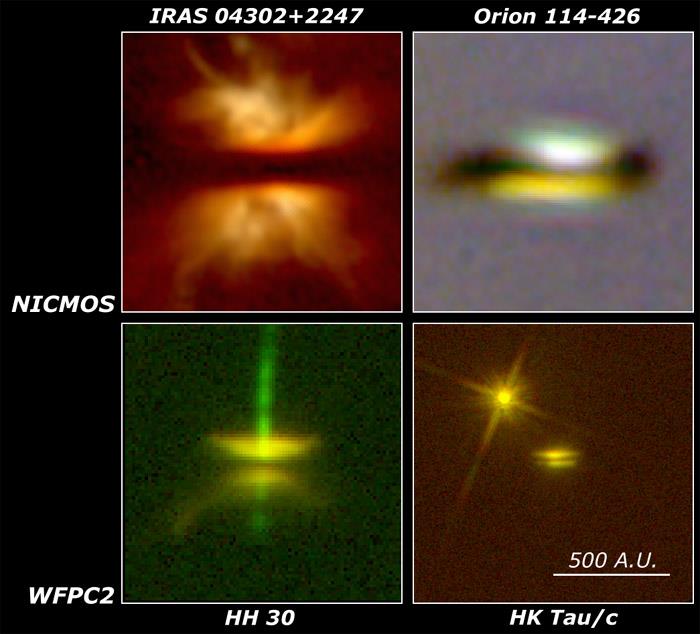 IRAS 04302+2247
Orion 114-426
NICMOS
500 A.U.
WFPC2
HH 30
HK Tau/c